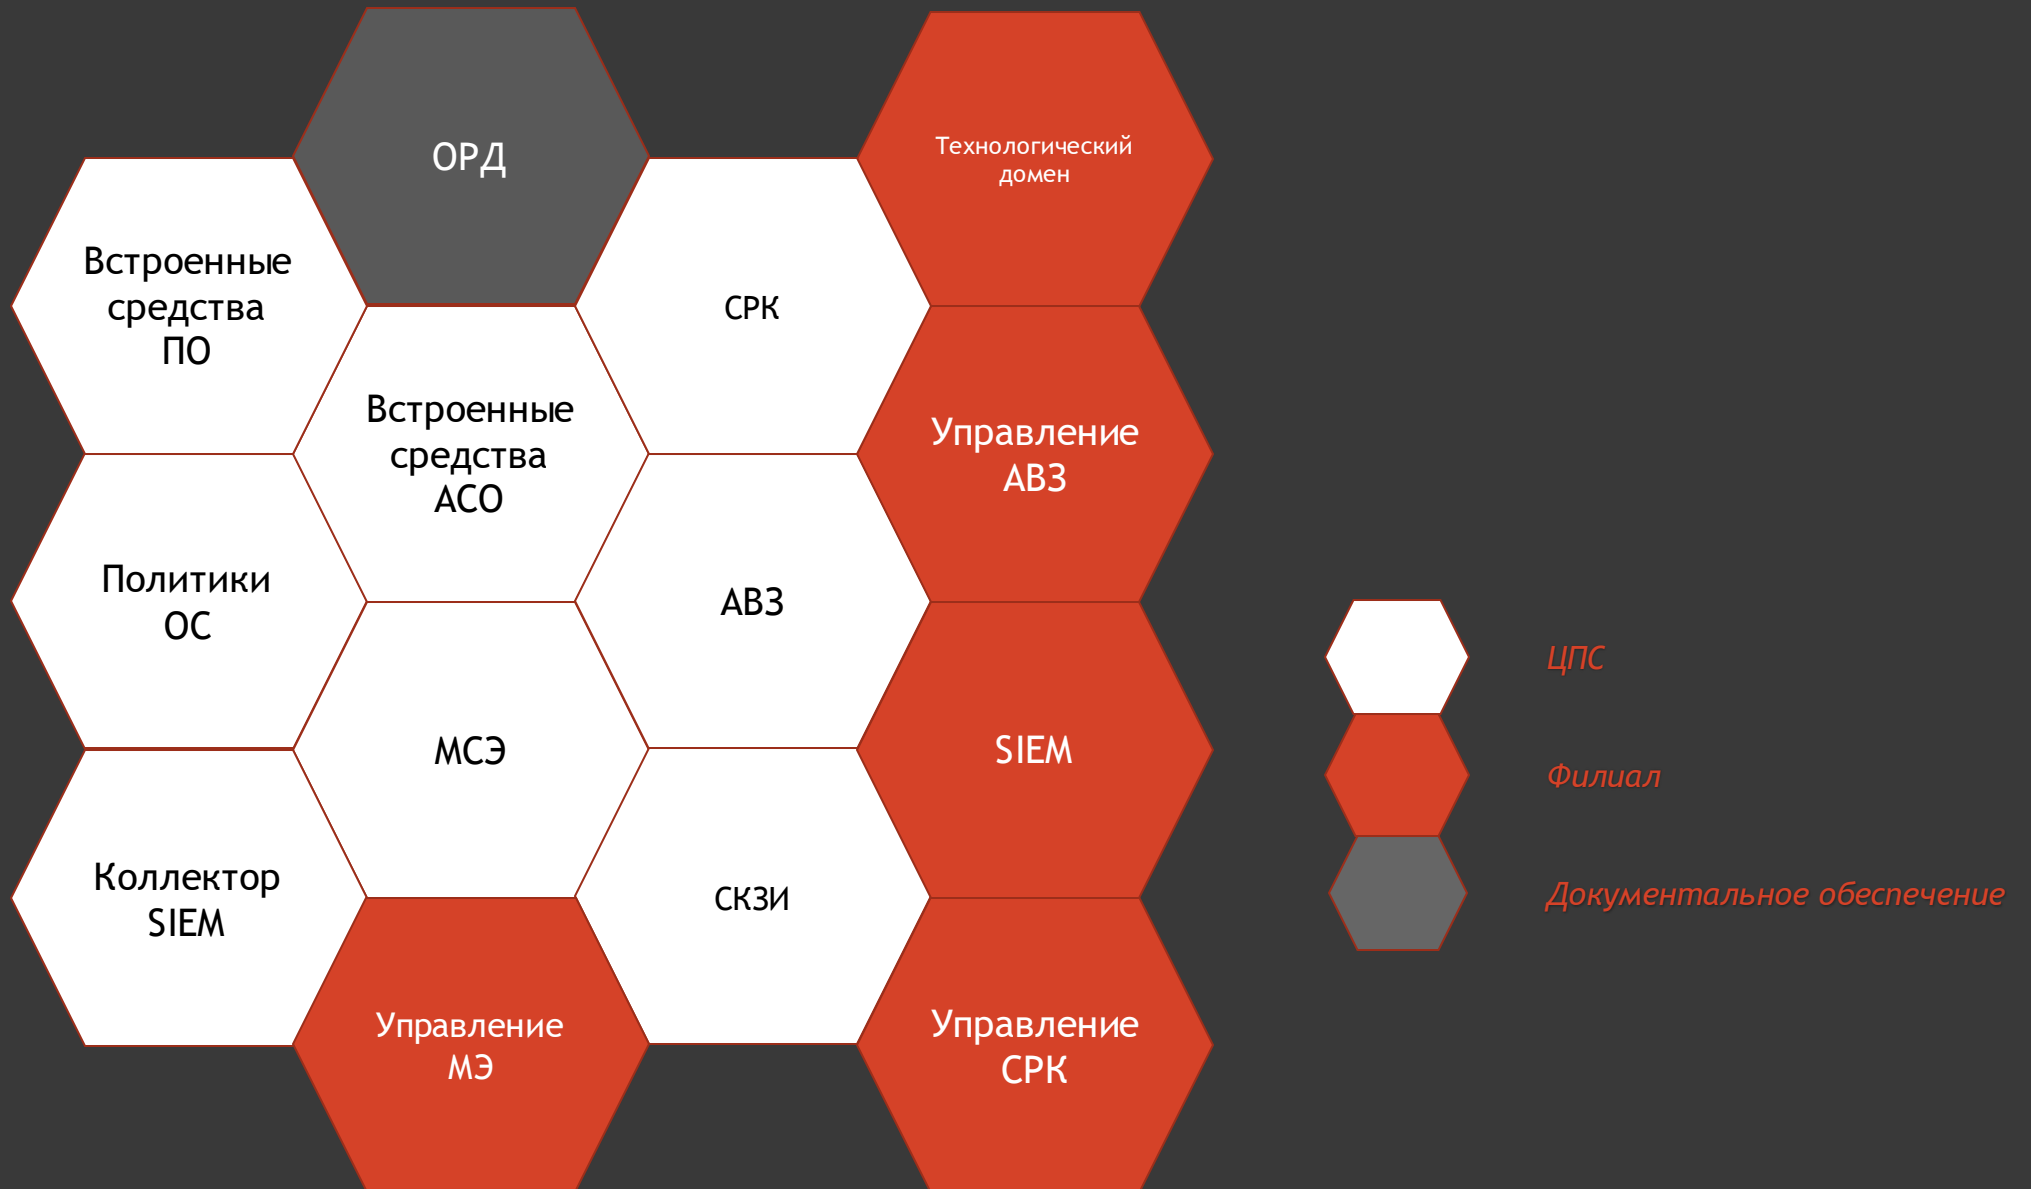 ОРД
Технологический
домен
Встроенные
средства
ПО
СРК
Встроенные
средства
АСО
Управление
АВЗ
Политики
ОС
АВЗ
МСЭ
SIEM
Коллектор
SIEM
СКЗИ
Управление
МЭ
Управление
СРК
ЦПС
Филиал
Документальное обеспечение